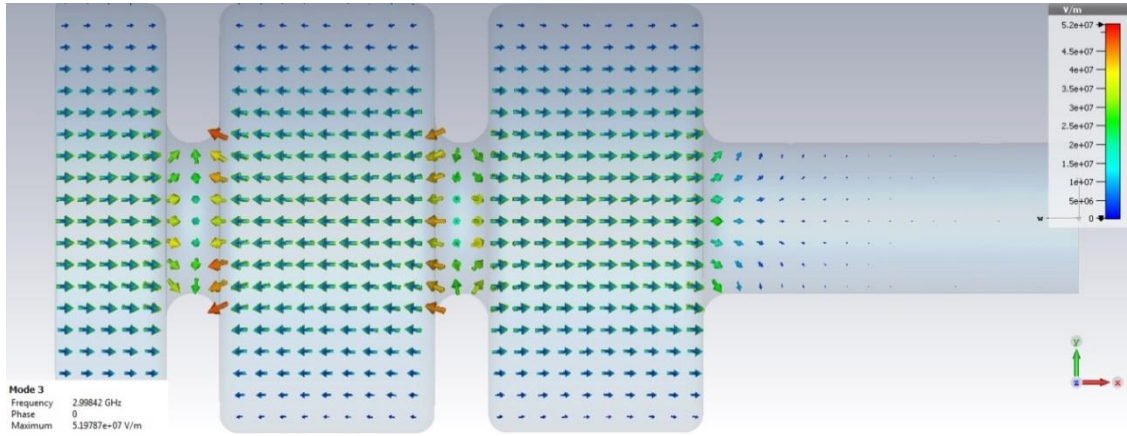 V/m
5.2e+07
4.5e+07
4e+07
3.5e+07
3e+07
2.5e+07
2e+07
1.5e+07
1e+07
5e+06
0
w
y
z
x
Mode 3
Frequency 2.99842 GHz
Phase 0
Maximum 5.19787e+07 V/m